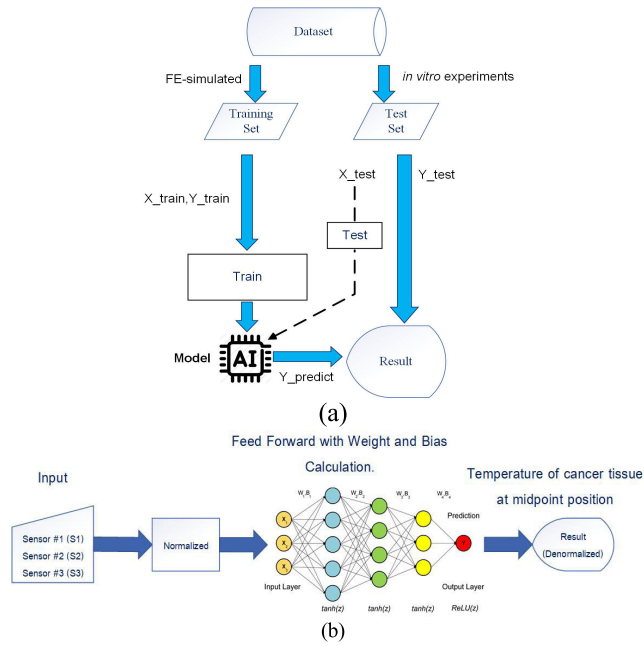 Dataset
FE-simulated
in vitro experiments
Training
Set
Test
Set
X_test
Y_test
X_train,Y_train
Test
Train
Model
AI
Y_predict
Result
(a)
Feed Forward with Weight and Bias
Calculation.
Input
Temperature of cancer tissue
at midpoint position
Sensor #1 (S1)
Sensor #2 (S2)
Sensor #3 (S3)
Normalized
Prediction
Result
(Denormalized)
Input Layer
Output Layer
tanh(z)
tanh(z)
tanh(z)
ReLU(z)
(b)